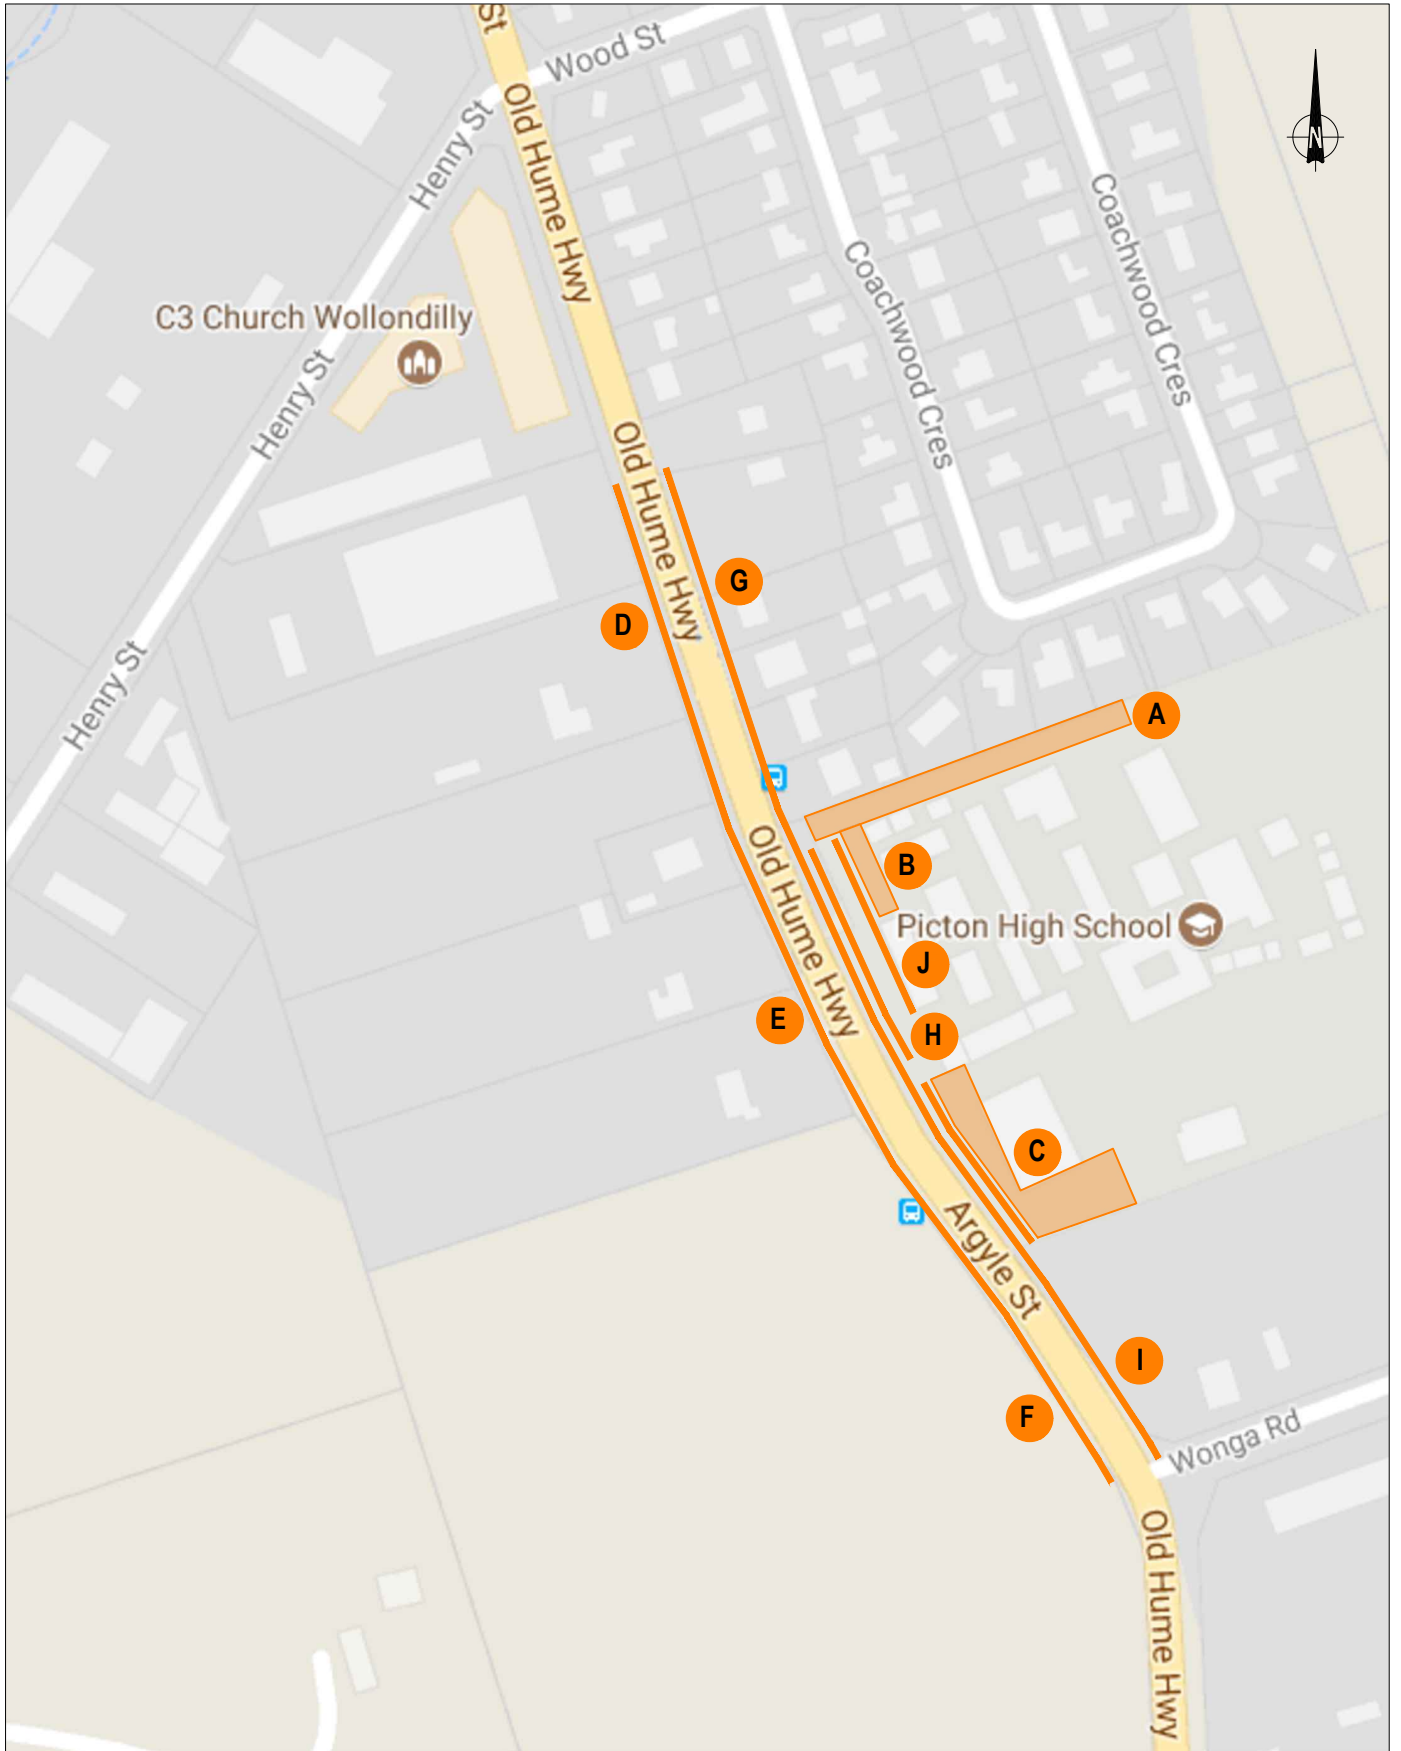 St
Wood St
N
Old Hume Hwy
Henry St
Coachwood Cres
Coachwood Cres
C3 Church Wollondilly
Henry St
Old Hume Hwy
G
D
Henry St
A
Old Hume Hwy
B
Picton High School
J
E
H
C
Argyle St
I
F
Wonga Rd
Old Hume Hwy